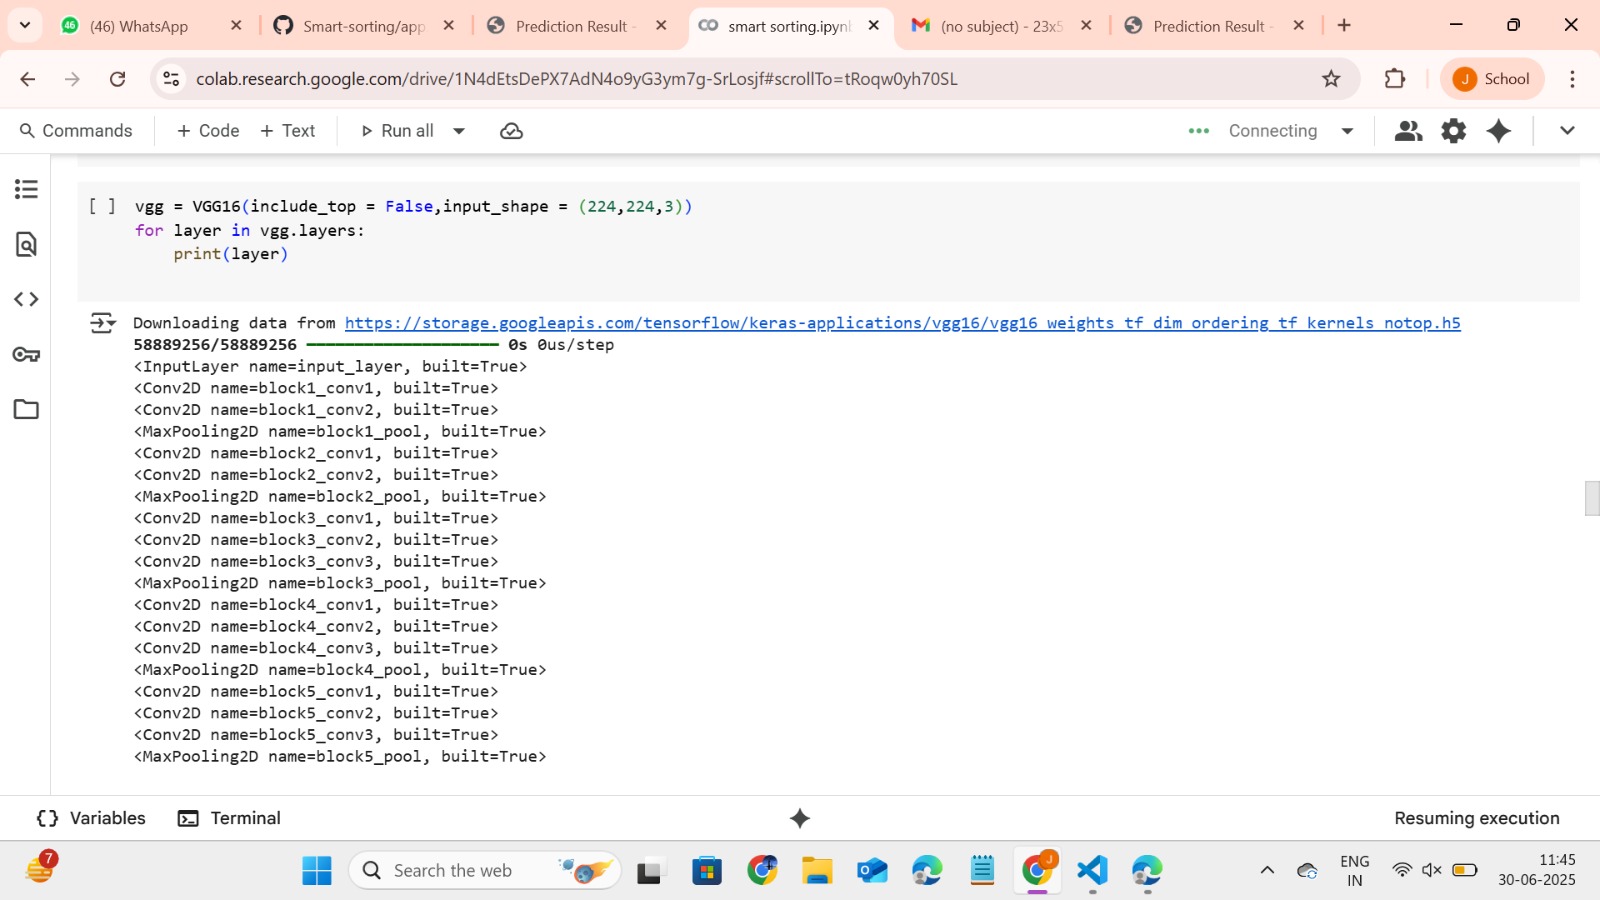 46 (46) WhatsApp
Smart-sorting/app
Prediction Result -
smart sorting.ipynb
(no subject) - 23x5
Prediction Result -
colab.research.google.com/drive/1N4dEtsDePX7AdN4o9yG3ym7g-SrLosjf#scrollTo=tRoqw0yh70SL
J School
Commands + Code + Text Run all
Connecting
[ ] vgg = VGG16(include_top = False,input_shape = (224,224,3))
for layer in vgg.layers:
    print(layer)
Downloading data from https://storage.googleapis.com/tensorflow/keras-applications/vgg16/vgg16_weights_tf_dim_ordering_tf_kernels_notop.h5
58889256/58889256 ━━━━━━━━━━━━━━━━━━━━ 0s 0us/step
<InputLayer name=input_layer, built=True>
<Conv2D name=block1_conv1, built=True>
<Conv2D name=block1_conv2, built=True>
<MaxPooling2D name=block1_pool, built=True>
<Conv2D name=block2_conv1, built=True>
<Conv2D name=block2_conv2, built=True>
<MaxPooling2D name=block2_pool, built=True>
<Conv2D name=block3_conv1, built=True>
<Conv2D name=block3_conv2, built=True>
<Conv2D name=block3_conv3, built=True>
<MaxPooling2D name=block3_pool, built=True>
<Conv2D name=block4_conv1, built=True>
<Conv2D name=block4_conv2, built=True>
<Conv2D name=block4_conv3, built=True>
<MaxPooling2D name=block4_pool, built=True>
<Conv2D name=block5_conv1, built=True>
<Conv2D name=block5_conv2, built=True>
<Conv2D name=block5_conv3, built=True>
<MaxPooling2D name=block5_pool, built=True>
{} Variables Terminal
Resuming execution
7
Search the web
J
ENG
IN
11:45
30-06-2025